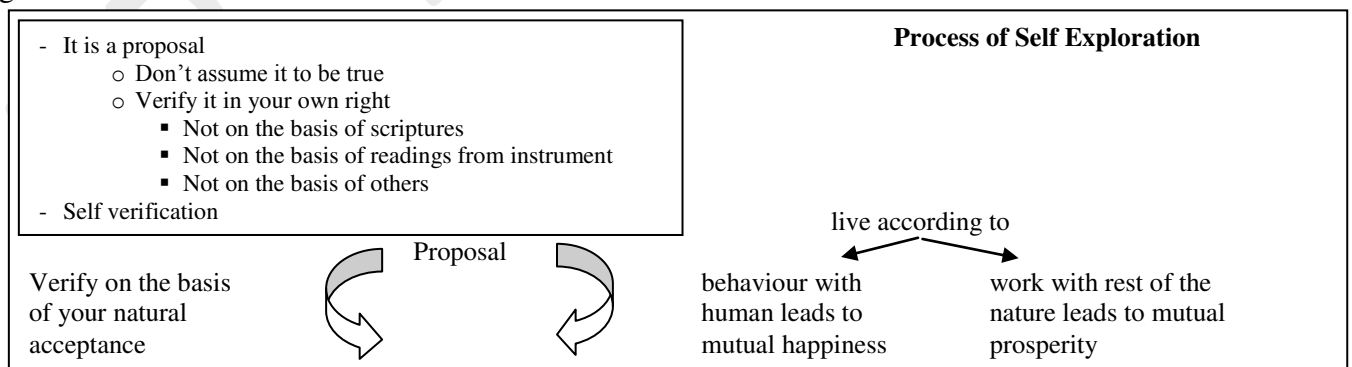 - It is a proposal
o Don't assume it to be true
o Verify it in your own right
▪ Not on the basis of scriptures
▪ Not on the basis of readings from instrument
▪ Not on the basis of others
- Self verification
Process of Self Exploration
Proposal
Verify on the basis
of your natural
acceptance
live according to
behaviour with
human leads to
mutual happiness
work with rest of the
nature leads to mutual
prosperity